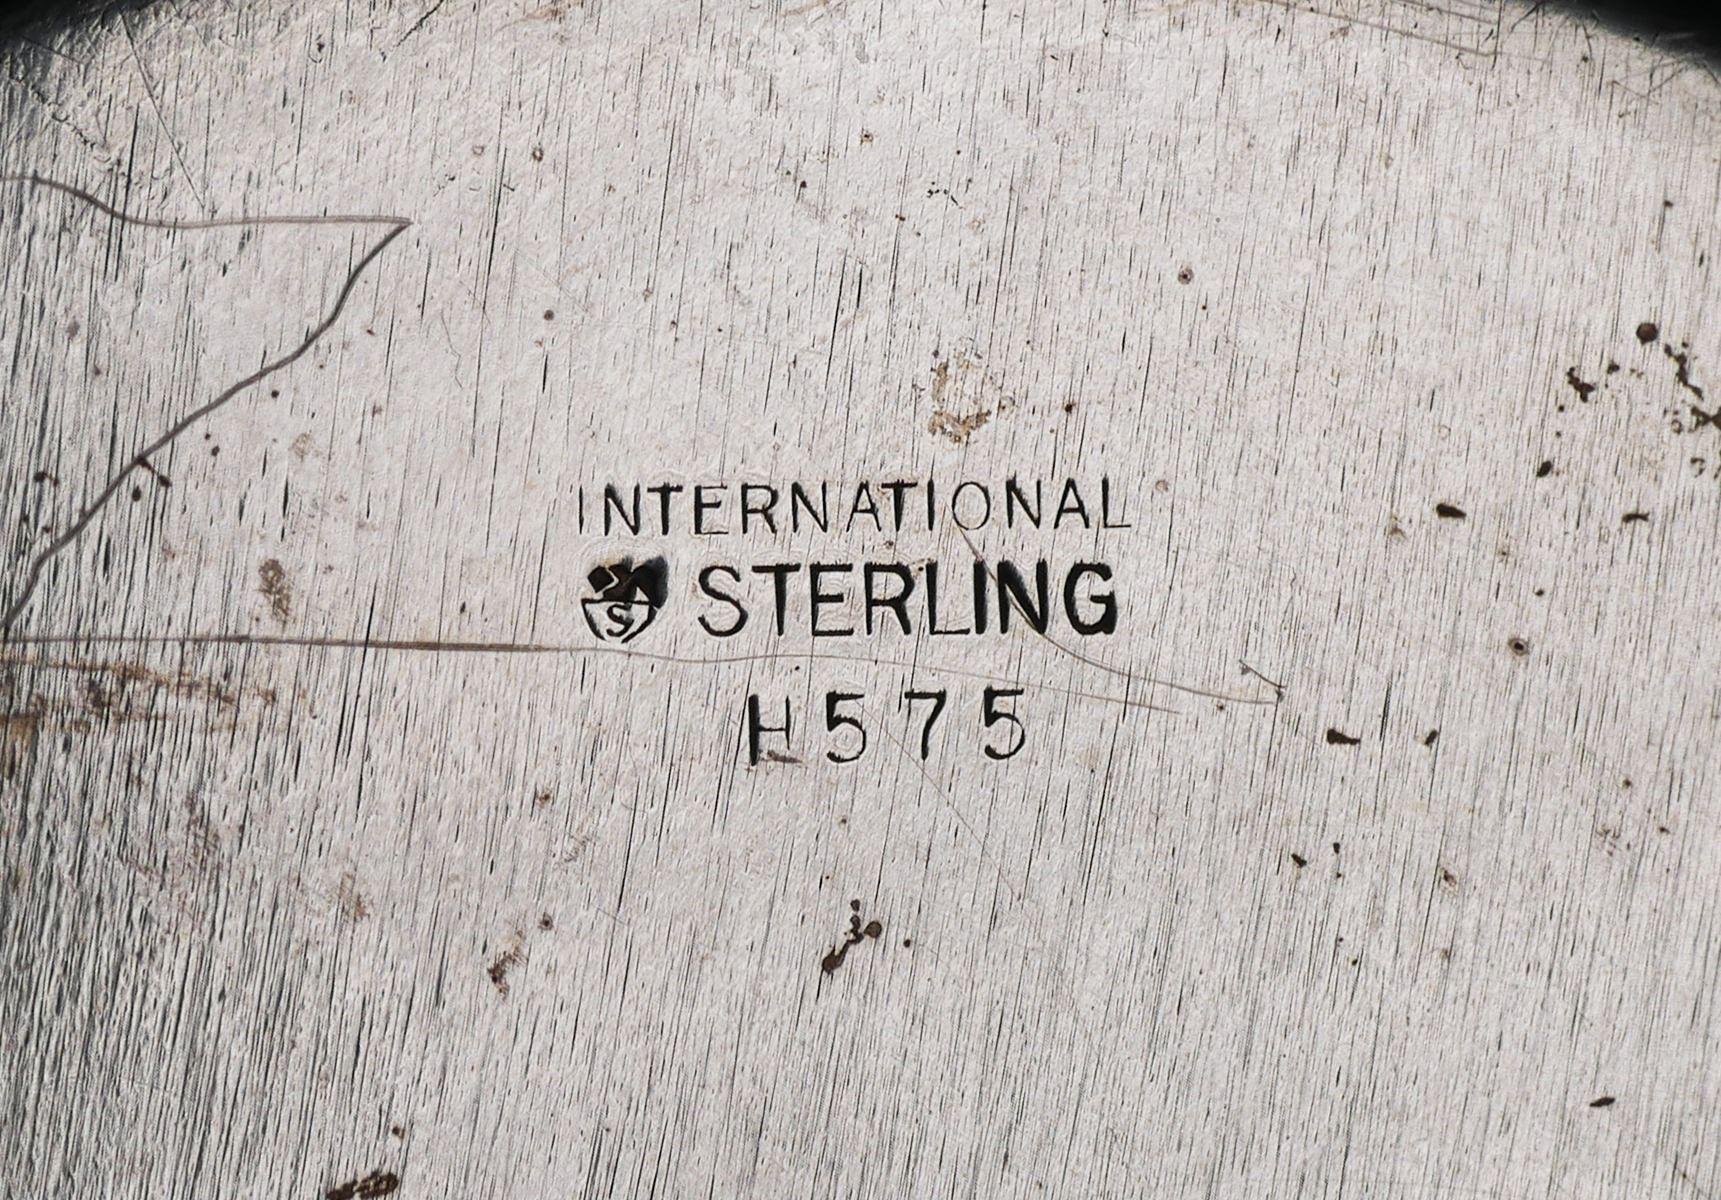 INTERNATIONAL
S STERLING
H575